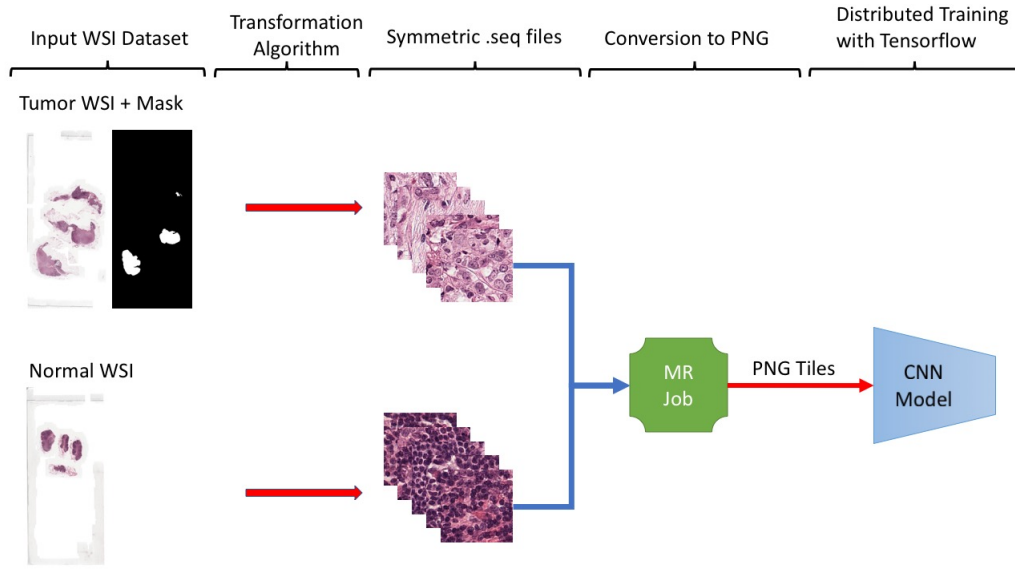 Input WSI Dataset
Transformation
Algorithm
Symmetric .seq files
Conversion to PNG
Distributed Training
with Tensorflow
Tumor WSI + Mask
Normal WSI
MR
Job
PNG Tiles
CNN
Model